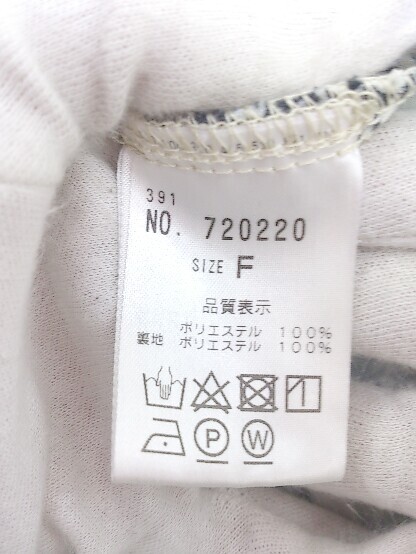 391
NO. 720220
SIZE F
品質表示
ポリエステル 100%
裏地 ポリエステル 100%
P W